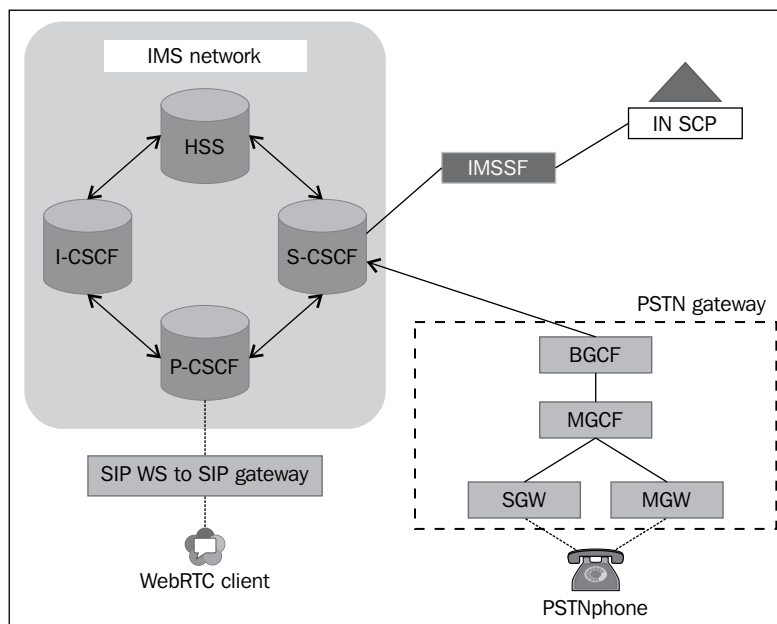 IMS network
HSS
I-CSCF
S-CSCF
P-CSCF
IN SCP
IMSSF
PSTN gateway
BGCF
MGCF
SGW
MGW
SIP WS to SIP gateway
WebRTC client
PSTNphone